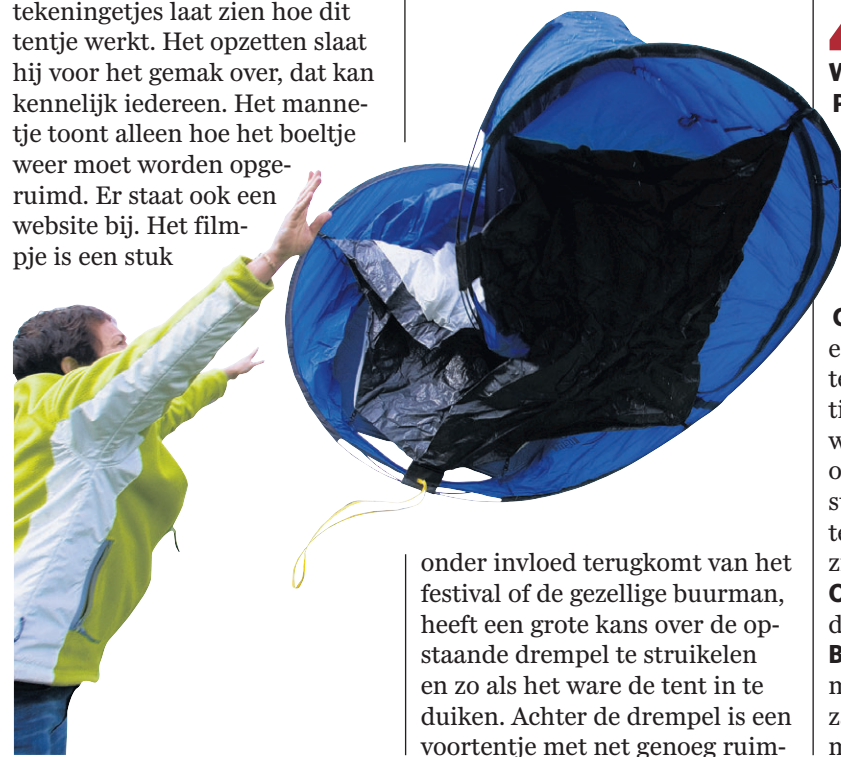 tekeningetjes laat zien hoe dit
tentje werkt. Het opzetten slaat
hij voor het gemak over, dat kan
kennelijk iedereen. Het manne-
tje toont alleen hoe het boeltje
weer moet worden opge-
ruimd. Er staat ook een
website bij. Het film-
pje is een stuk
onder invloed terugkomt van het
festival of de gezellige buurman,
heeft een grote kans over de op-
staande drempel te struikelen
en zo als het ware de tent in te
duiken. Achter de drempel is een
voortentje met net genoeg ruim-